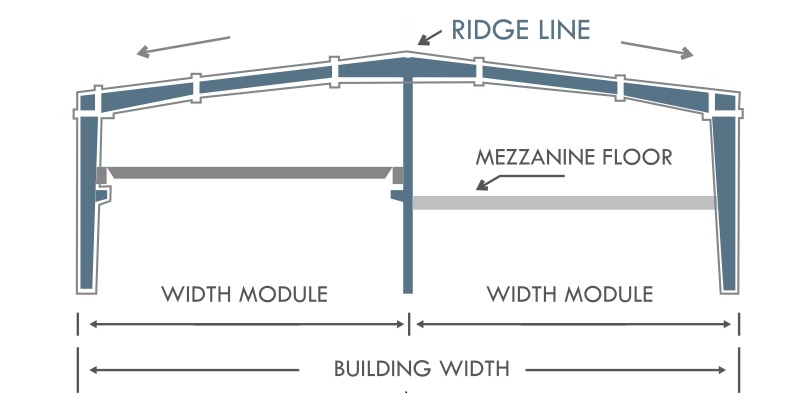 RIDGE LINE
MEZZANINE FLOOR
WIDTH MODULE
WIDTH MODULE
BUILDING WIDTH